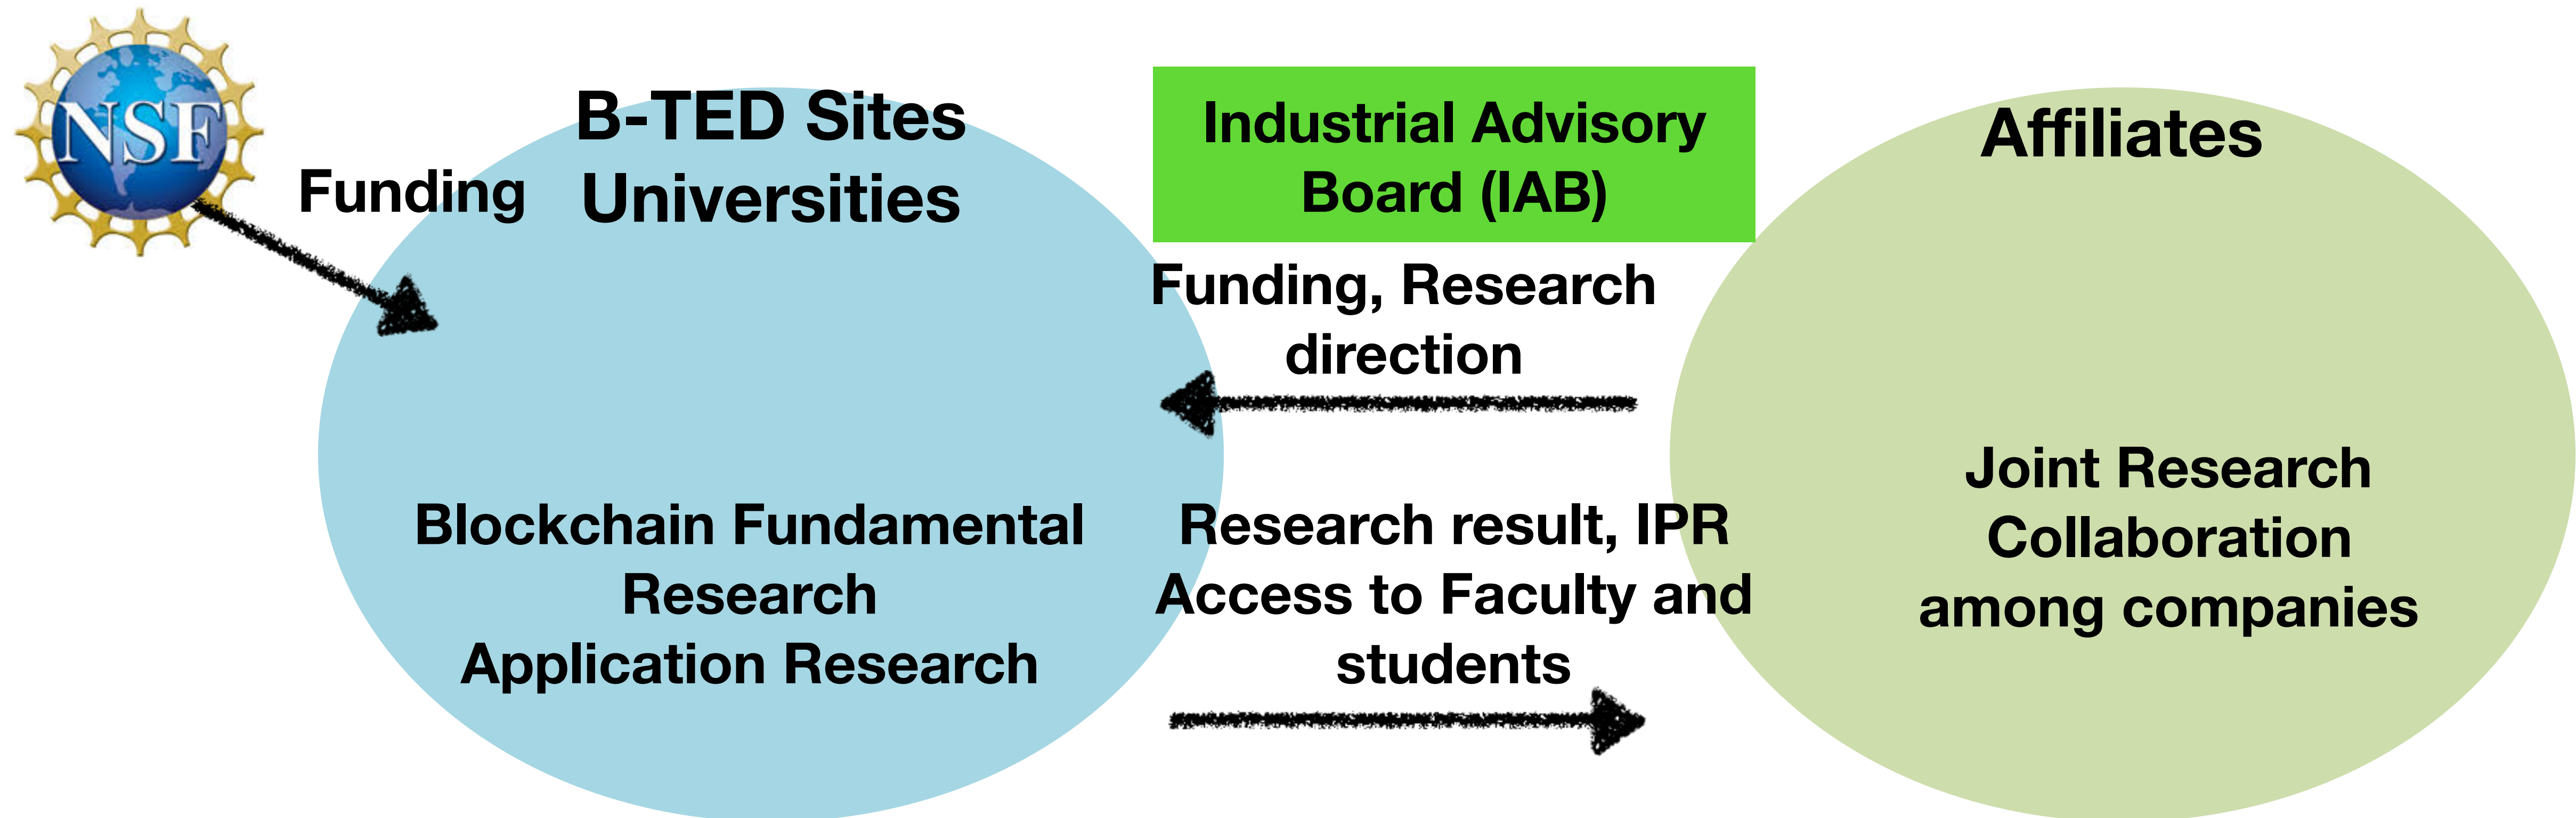 NSF
Funding
B-TED Sites
Universities
Blockchain Fundamental
Research
Application Research
Industrial Advisory
Board (IAB)
Funding, Research
direction
Research result, IPR
Access to Faculty and
students
Affiliates
Joint Research
Collaboration
among companies